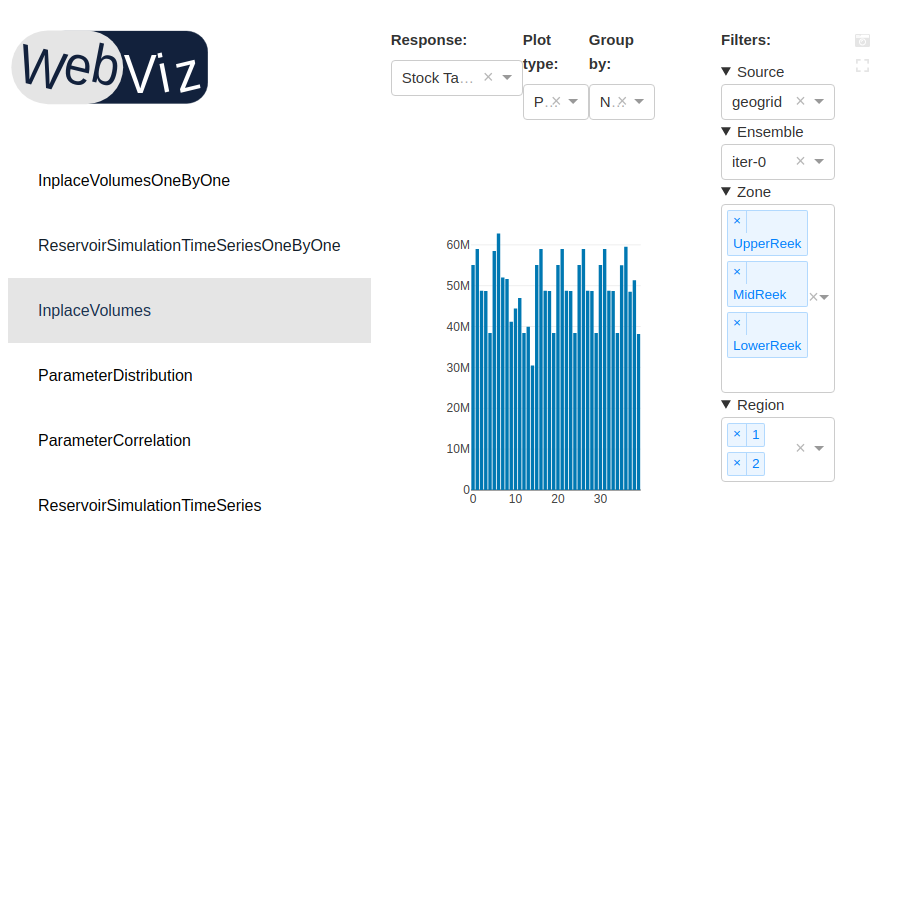 WebViz
InplaceVolumesOneByOne
ReservoirSimulationTimeSeriesOneByOne
InplaceVolumes
ParameterDistribution
ParameterCorrelation
ReservoirSimulationTimeSeries
Response:
Stock Ta... ×
Plot
type:
P... ×
Group
by:
N... ×
60M
50M
40M
30M
20M
10M
0
0 10 20 30
Filters:
Source
geogrid ×
Ensemble
iter-0 ×
Zone
×
UpperReek
×
MidReek
×
LowerReek
×
Region
× 1
× 2
×